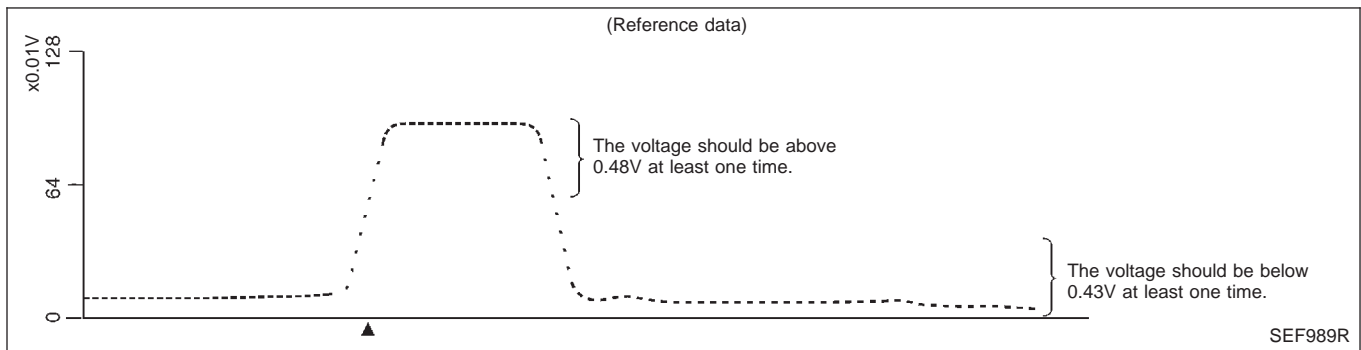 (Reference data)
x0.01V
128
64
0
The voltage should be above
0.48V at least one time.
The voltage should be below
0.43V at least one time.
SEF989R